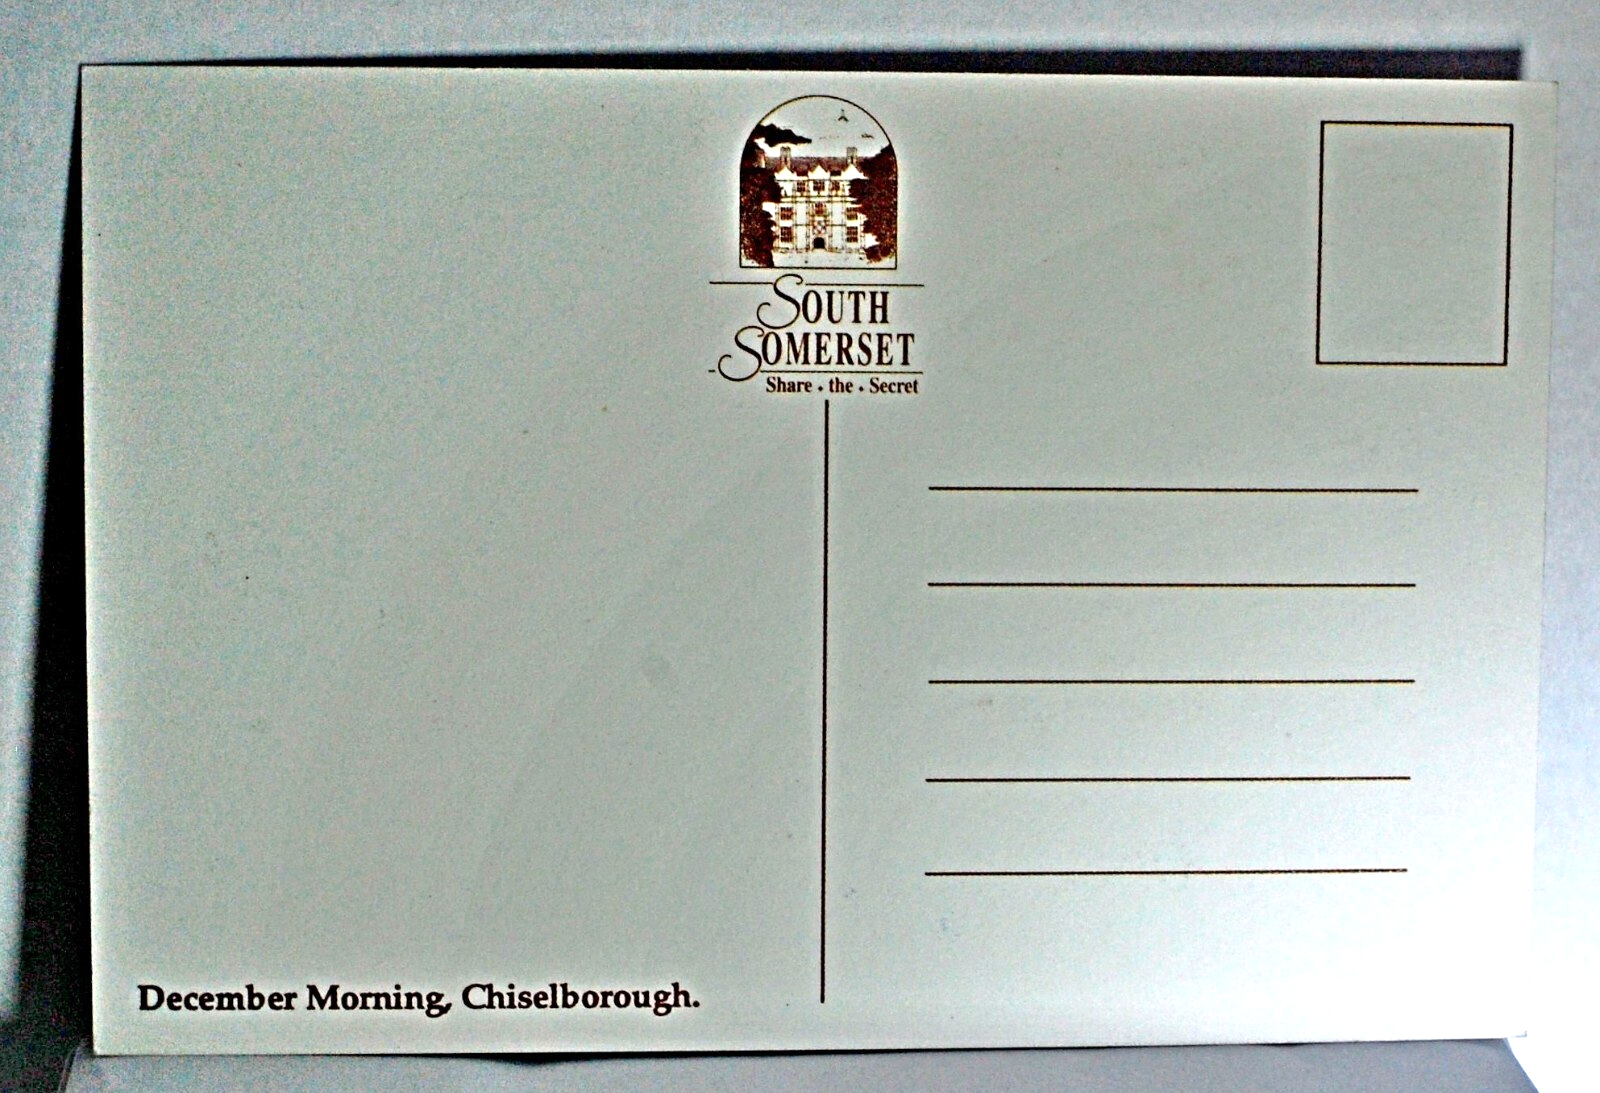 SOUTH
SOMERSET
Share • the • Secret
December Morning, Chiselborough.